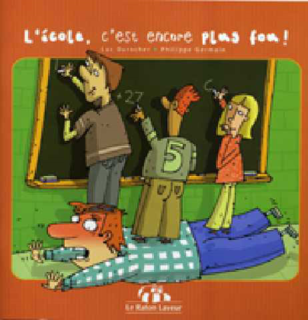 L'école, c'est encore plus fou!
Luc Durocher • Philippe Germain
+27
5
Le Raton Laveur